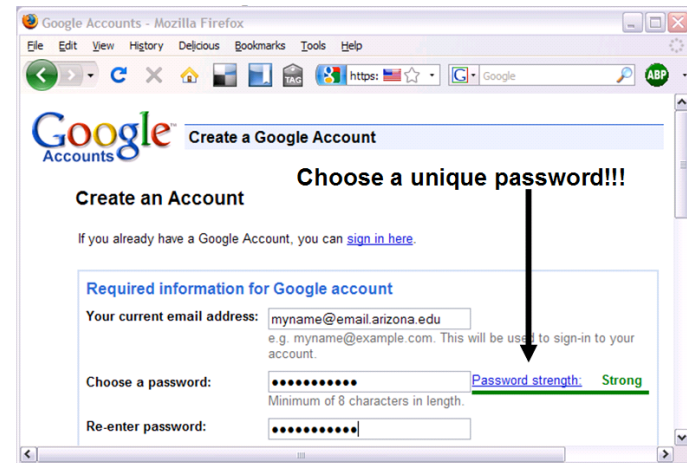 Google Accounts - Mozilla Firefox
File Edit View History Delicious Bookmarks Tools Help
TAG https: G Google ABP
Google™ Accounts
Create a Google Account
Choose a unique password!!!
Create an Account
If you already have a Google Account, you can sign in here.
Required information for Google account
Your current email address: myname@email.arizona.edu
e.g. myname@example.com. This will be used to sign-in to your
account.
Choose a password: ●●●●●●●●●●● Password strength: Strong
Minimum of 8 characters in length.
Re-enter password: ●●●●●●●●●●●